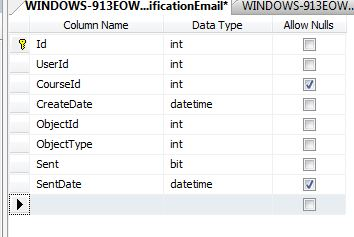 WINDOWS-913EOW...ificationEmail* WINDOWS-913EOW...
Column Name Data Type Allow Nulls
Id int
UserId int
CourseId int
CreateDate datetime
ObjectId int
ObjectType int
Sent bit
SentDate datetime